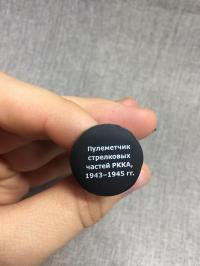 Пулеметчик
стрелковых
частей РККА,
1943–1945 гг.